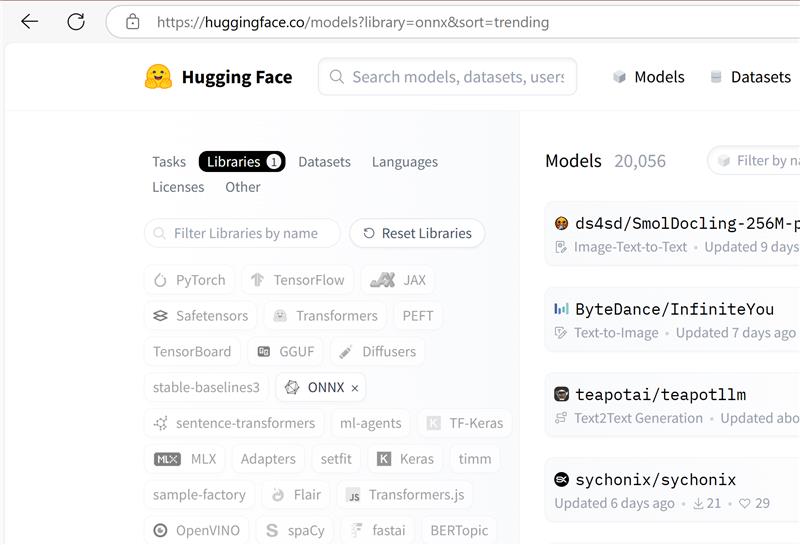 https://huggingface.co/models?library=onnx&sort=trending
Hugging Face
Search models, datasets, users
Models
Datasets
Tasks
Libraries 1
Datasets
Languages
Licenses
Other
Filter Libraries by name
Reset Libraries
PyTorch
TensorFlow
JAX
Safetensors
Transformers
PEFT
TensorBoard
GGUF
Diffusers
stable-baselines3
ONNX ×
sentence-transformers
ml-agents
K TF-Keras
MLX MLX
Adapters
setfit
K Keras
timm
sample-factory
Flair
JS Transformers.js
OpenVINO
S spaCy
fastai
BERTopic
Models 20,056
Filter by na
ds4sd/SmolDocling-256M-p
Image-Text-to-Text • Updated 9 days
ByteDance/InfiniteYou
Text-to-Image • Updated 7 days ago
teapotai/teapotllm
Text2Text Generation • Updated abo
sychonix/sychonix
Updated 6 days ago • 21 • 29